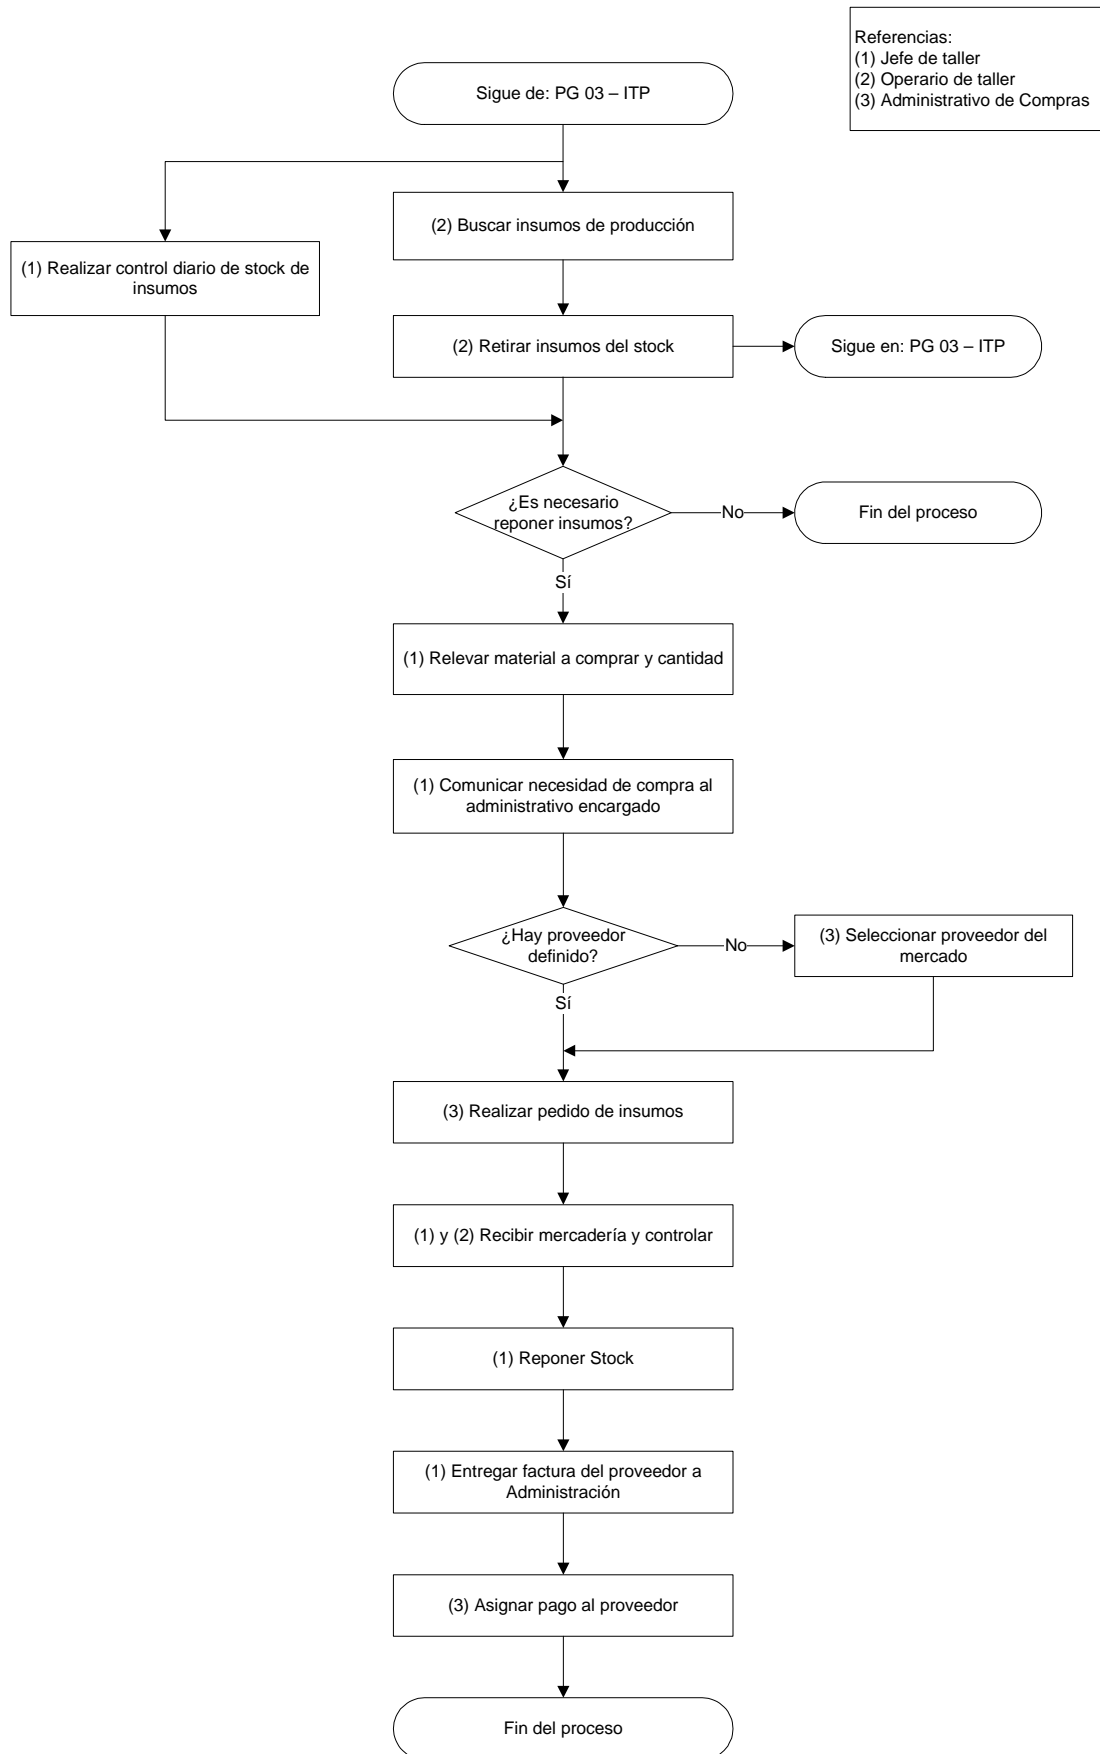 Referencias:
(1) Jefe de taller
(2) Operario de taller
(3) Administrativo de Compras
Sigue de: PG 03 – ITP
(2) Buscar insumos de producción
(1) Realizar control diario de stock de
insumos
(2) Retirar insumos del stock
Sigue en: PG 03 – ITP
¿Es necesario
reponer insumos?
No
Fin del proceso
Sí
(1) Relevar material a comprar y cantidad
(1) Comunicar necesidad de compra al
administrativo encargado
¿Hay proveedor
definido?
No
(3) Seleccionar proveedor del
mercado
Sí
(3) Realizar pedido de insumos
(1) y (2) Recibir mercadería y controlar
(1) Reponer Stock
(1) Entregar factura del proveedor a
Administración
(3) Asignar pago al proveedor
Fin del proceso